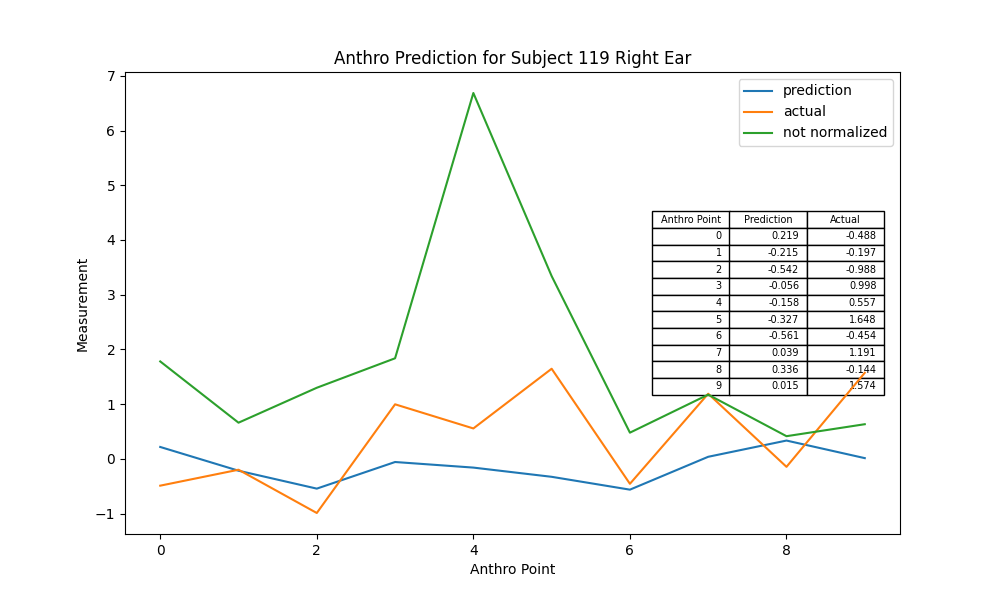 Anthro Prediction for Subject 119 Right Ear
7
6
5
4
3
2
1
0
−1
Measurement
prediction
actual
not normalized
Anthro Point Prediction Actual
0 0.219 -0.488
1 -0.215 -0.197
2 -0.542 -0.988
3 -0.056 0.998
4 -0.158 0.557
5 -0.327 1.648
6 -0.561 -0.454
7 0.039 1.191
8 0.336 -0.144
9 0.015 1.574
0 2 4 6 8
Anthro Point